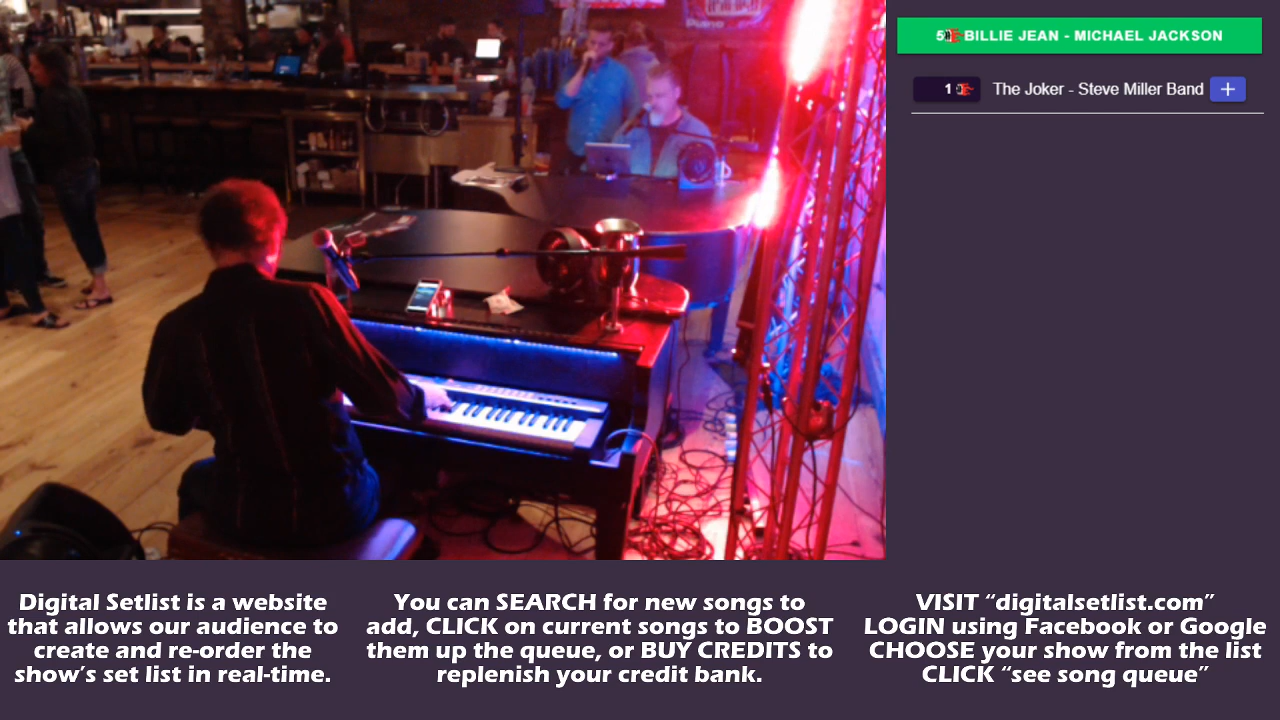 5 BILLIE JEAN - MICHAEL JACKSON
1 The Joker - Steve Miller Band +
Digital Setlist is a website
that allows our audience to
create and re-order the
show's set list in real-time.
You can SEARCH for new songs to
add, CLICK on current songs to BOOST
them up the queue, or BUY CREDITS to
replenish your credit bank.
VISIT “digitalsetlist.com”
LOGIN using Facebook or Google
CHOOSE your show from the list
CLICK “see song queue”